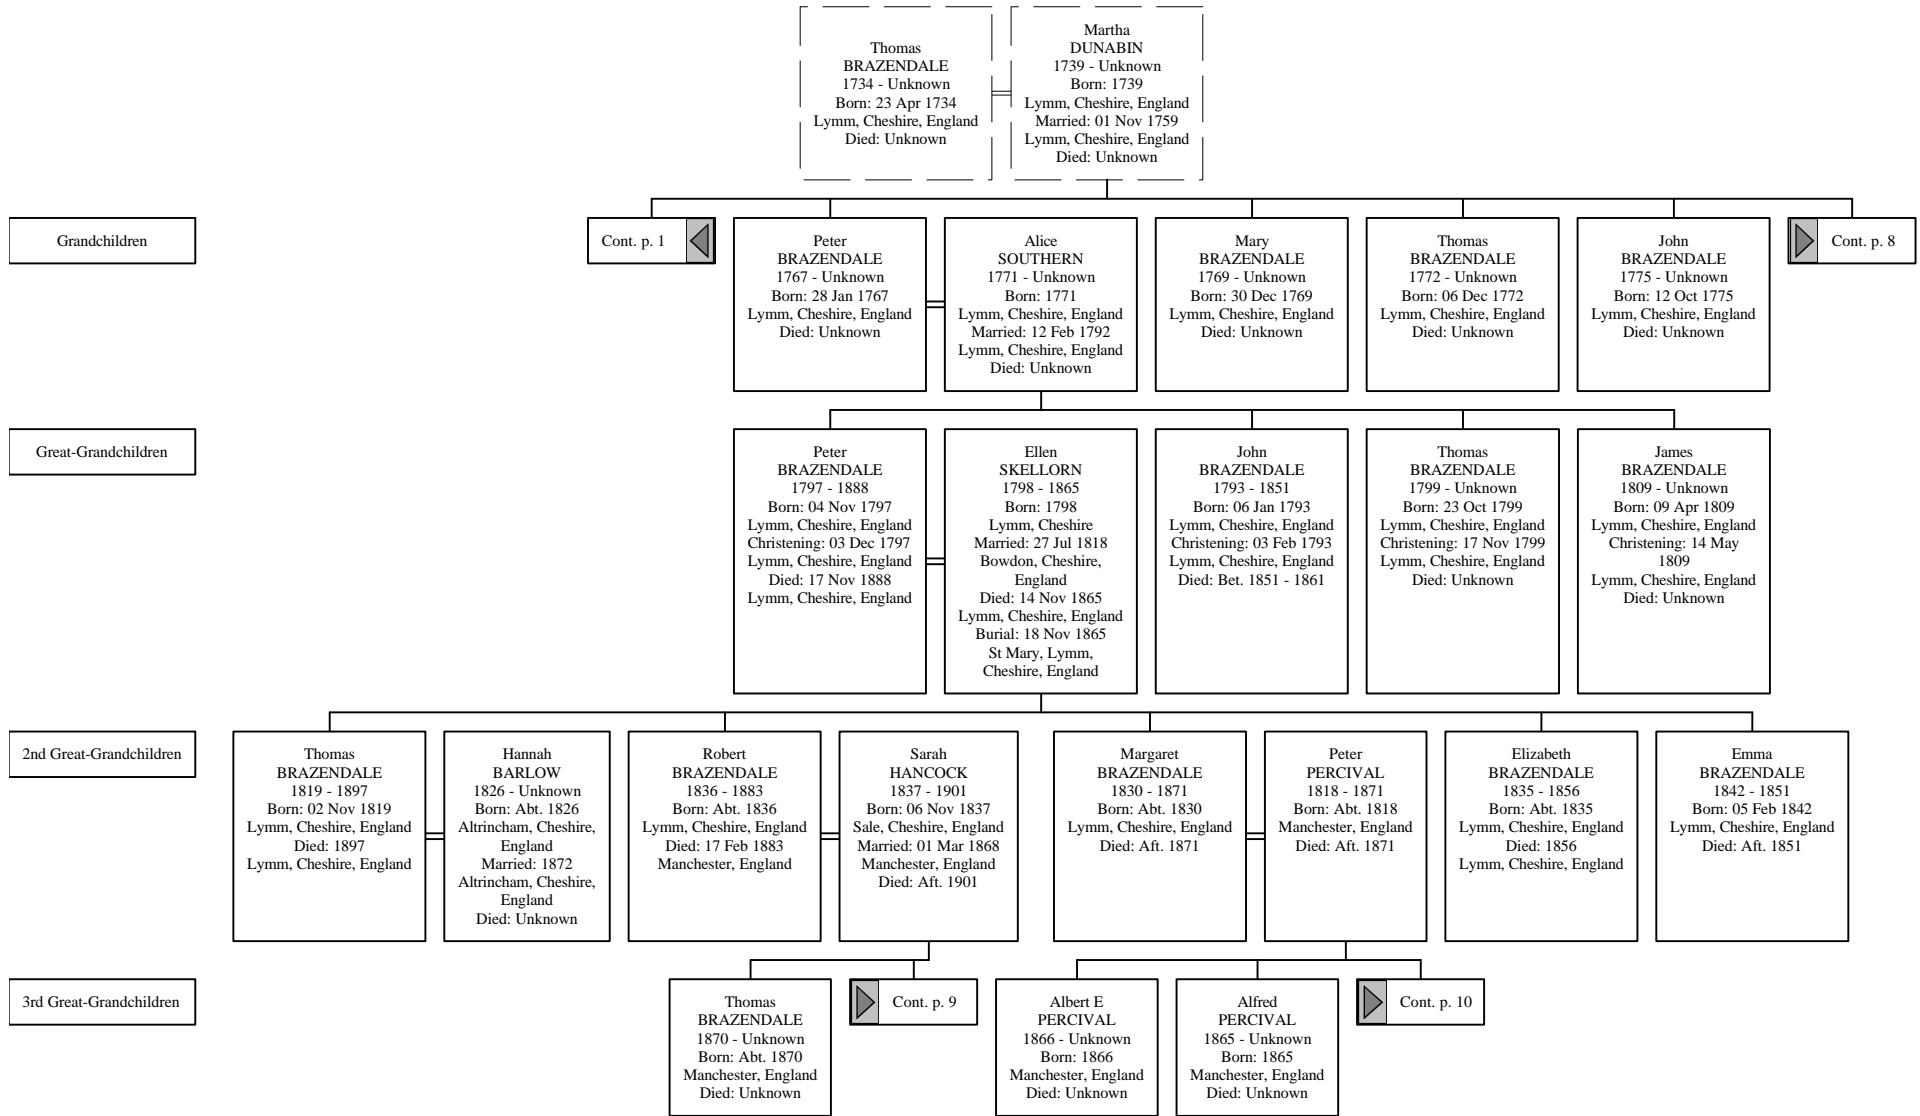 Thomas
BRAZENDALE
1734 - Unknown
Born: 23 Apr 1734
Lymm, Cheshire, England
Died: Unknown
Martha
DUNABIN
1739 - Unknown
Born: 1739
Lymm, Cheshire, England
Married: 01 Nov 1759
Lymm, Cheshire, England
Died: Unknown
Grandchildren
Cont. p. 1
Peter
BRAZENDALE
1767 - Unknown
Born: 28 Jan 1767
Lymm, Cheshire, England
Died: Unknown
Alice
SOUTHERN
1771 - Unknown
Born: 1771
Lymm, Cheshire, England
Married: 12 Feb 1792
Lymm, Cheshire, England
Died: Unknown
Mary
BRAZENDALE
1769 - Unknown
Born: 30 Dec 1769
Lymm, Cheshire, England
Died: Unknown
Thomas
BRAZENDALE
1772 - Unknown
Born: 06 Dec 1772
Lymm, Cheshire, England
Died: Unknown
John
BRAZENDALE
1775 - Unknown
Born: 12 Oct 1775
Lymm, Cheshire, England
Died: Unknown
Cont. p. 8
Great-Grandchildren
Peter
BRAZENDALE
1797 - 1888
Born: 04 Nov 1797
Lymm, Cheshire, England
Christening: 03 Dec 1797
Lymm, Cheshire, England
Died: 17 Nov 1888
Lymm, Cheshire, England
Ellen
SKELLORN
1798 - 1865
Born: 1798
Lymm, Cheshire
Married: 27 Jul 1818
Bowdon, Cheshire,
England
Died: 14 Nov 1865
Lymm, Cheshire, England
Burial: 18 Nov 1865
St Mary, Lymm,
Cheshire, England
John
BRAZENDALE
1793 - 1851
Born: 06 Jan 1793
Lymm, Cheshire, England
Christening: 03 Feb 1793
Lymm, Cheshire, England
Died: Bet. 1851 - 1861
Thomas
BRAZENDALE
1799 - Unknown
Born: 23 Oct 1799
Lymm, Cheshire, England
Christening: 17 Nov 1799
Lymm, Cheshire, England
Died: Unknown
James
BRAZENDALE
1809 - Unknown
Born: 09 Apr 1809
Lymm, Cheshire, England
Christening: 14 May
1809
Lymm, Cheshire, England
Died: Unknown
2nd Great-Grandchildren
Thomas
BRAZENDALE
1819 - 1897
Born: 02 Nov 1819
Lymm, Cheshire, England
Died: 1897
Lymm, Cheshire, England
Hannah
BARLOW
1826 - Unknown
Born: Abt. 1826
Altrincham, Cheshire,
England
Married: 1872
Altrincham, Cheshire,
England
Died: Unknown
Robert
BRAZENDALE
1836 - 1883
Born: Abt. 1836
Lymm, Cheshire, England
Died: 17 Feb 1883
Manchester, England
Sarah
HANCOCK
1837 - 1901
Born: 06 Nov 1837
Sale, Cheshire, England
Married: 01 Mar 1868
Manchester, England
Died: Aft. 1901
Margaret
BRAZENDALE
1830 - 1871
Born: Abt. 1830
Lymm, Cheshire, England
Died: Aft. 1871
Peter
PERCIVAL
1818 - 1871
Born: Abt. 1818
Manchester, England
Died: Aft. 1871
Elizabeth
BRAZENDALE
1835 - 1856
Born: Abt. 1835
Lymm, Cheshire, England
Died: 1856
Lymm, Cheshire, England
Emma
BRAZENDALE
1842 - 1851
Born: 05 Feb 1842
Lymm, Cheshire, England
Died: Aft. 1851
3rd Great-Grandchildren
Thomas
BRAZENDALE
1870 - Unknown
Born: Abt. 1870
Manchester, England
Died: Unknown
Cont. p. 9
Albert E
PERCIVAL
1866 - Unknown
Born: 1866
Manchester, England
Died: Unknown
Alfred
PERCIVAL
1865 - Unknown
Born: 1865
Manchester, England
Died: Unknown
Cont. p. 10